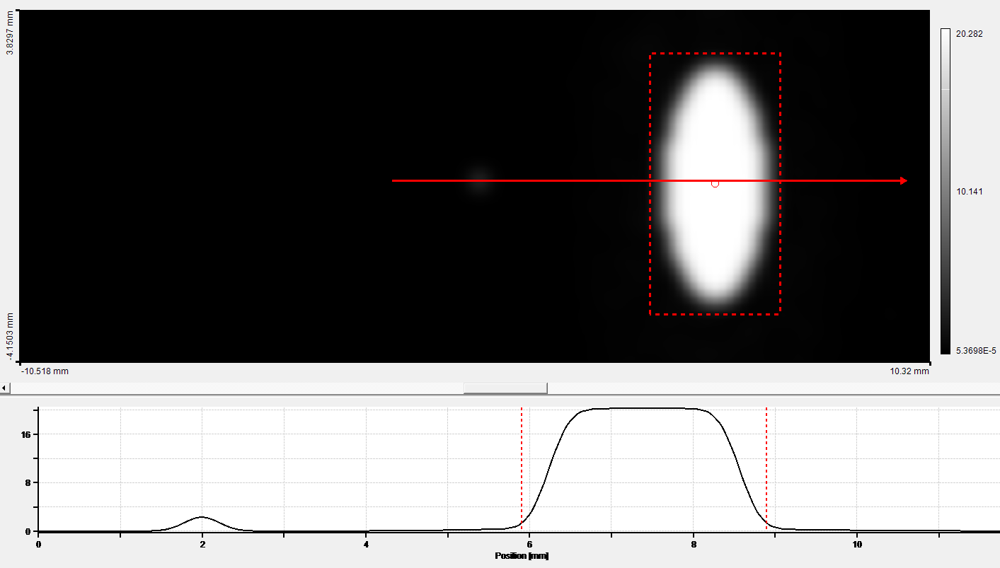 3.8297 mm
20.282
10.141
-4.1503 mm
5.3698E-5
-10.518 mm
10.32 mm
16
8
0
0
2
4
6
8
10
Position [mm]